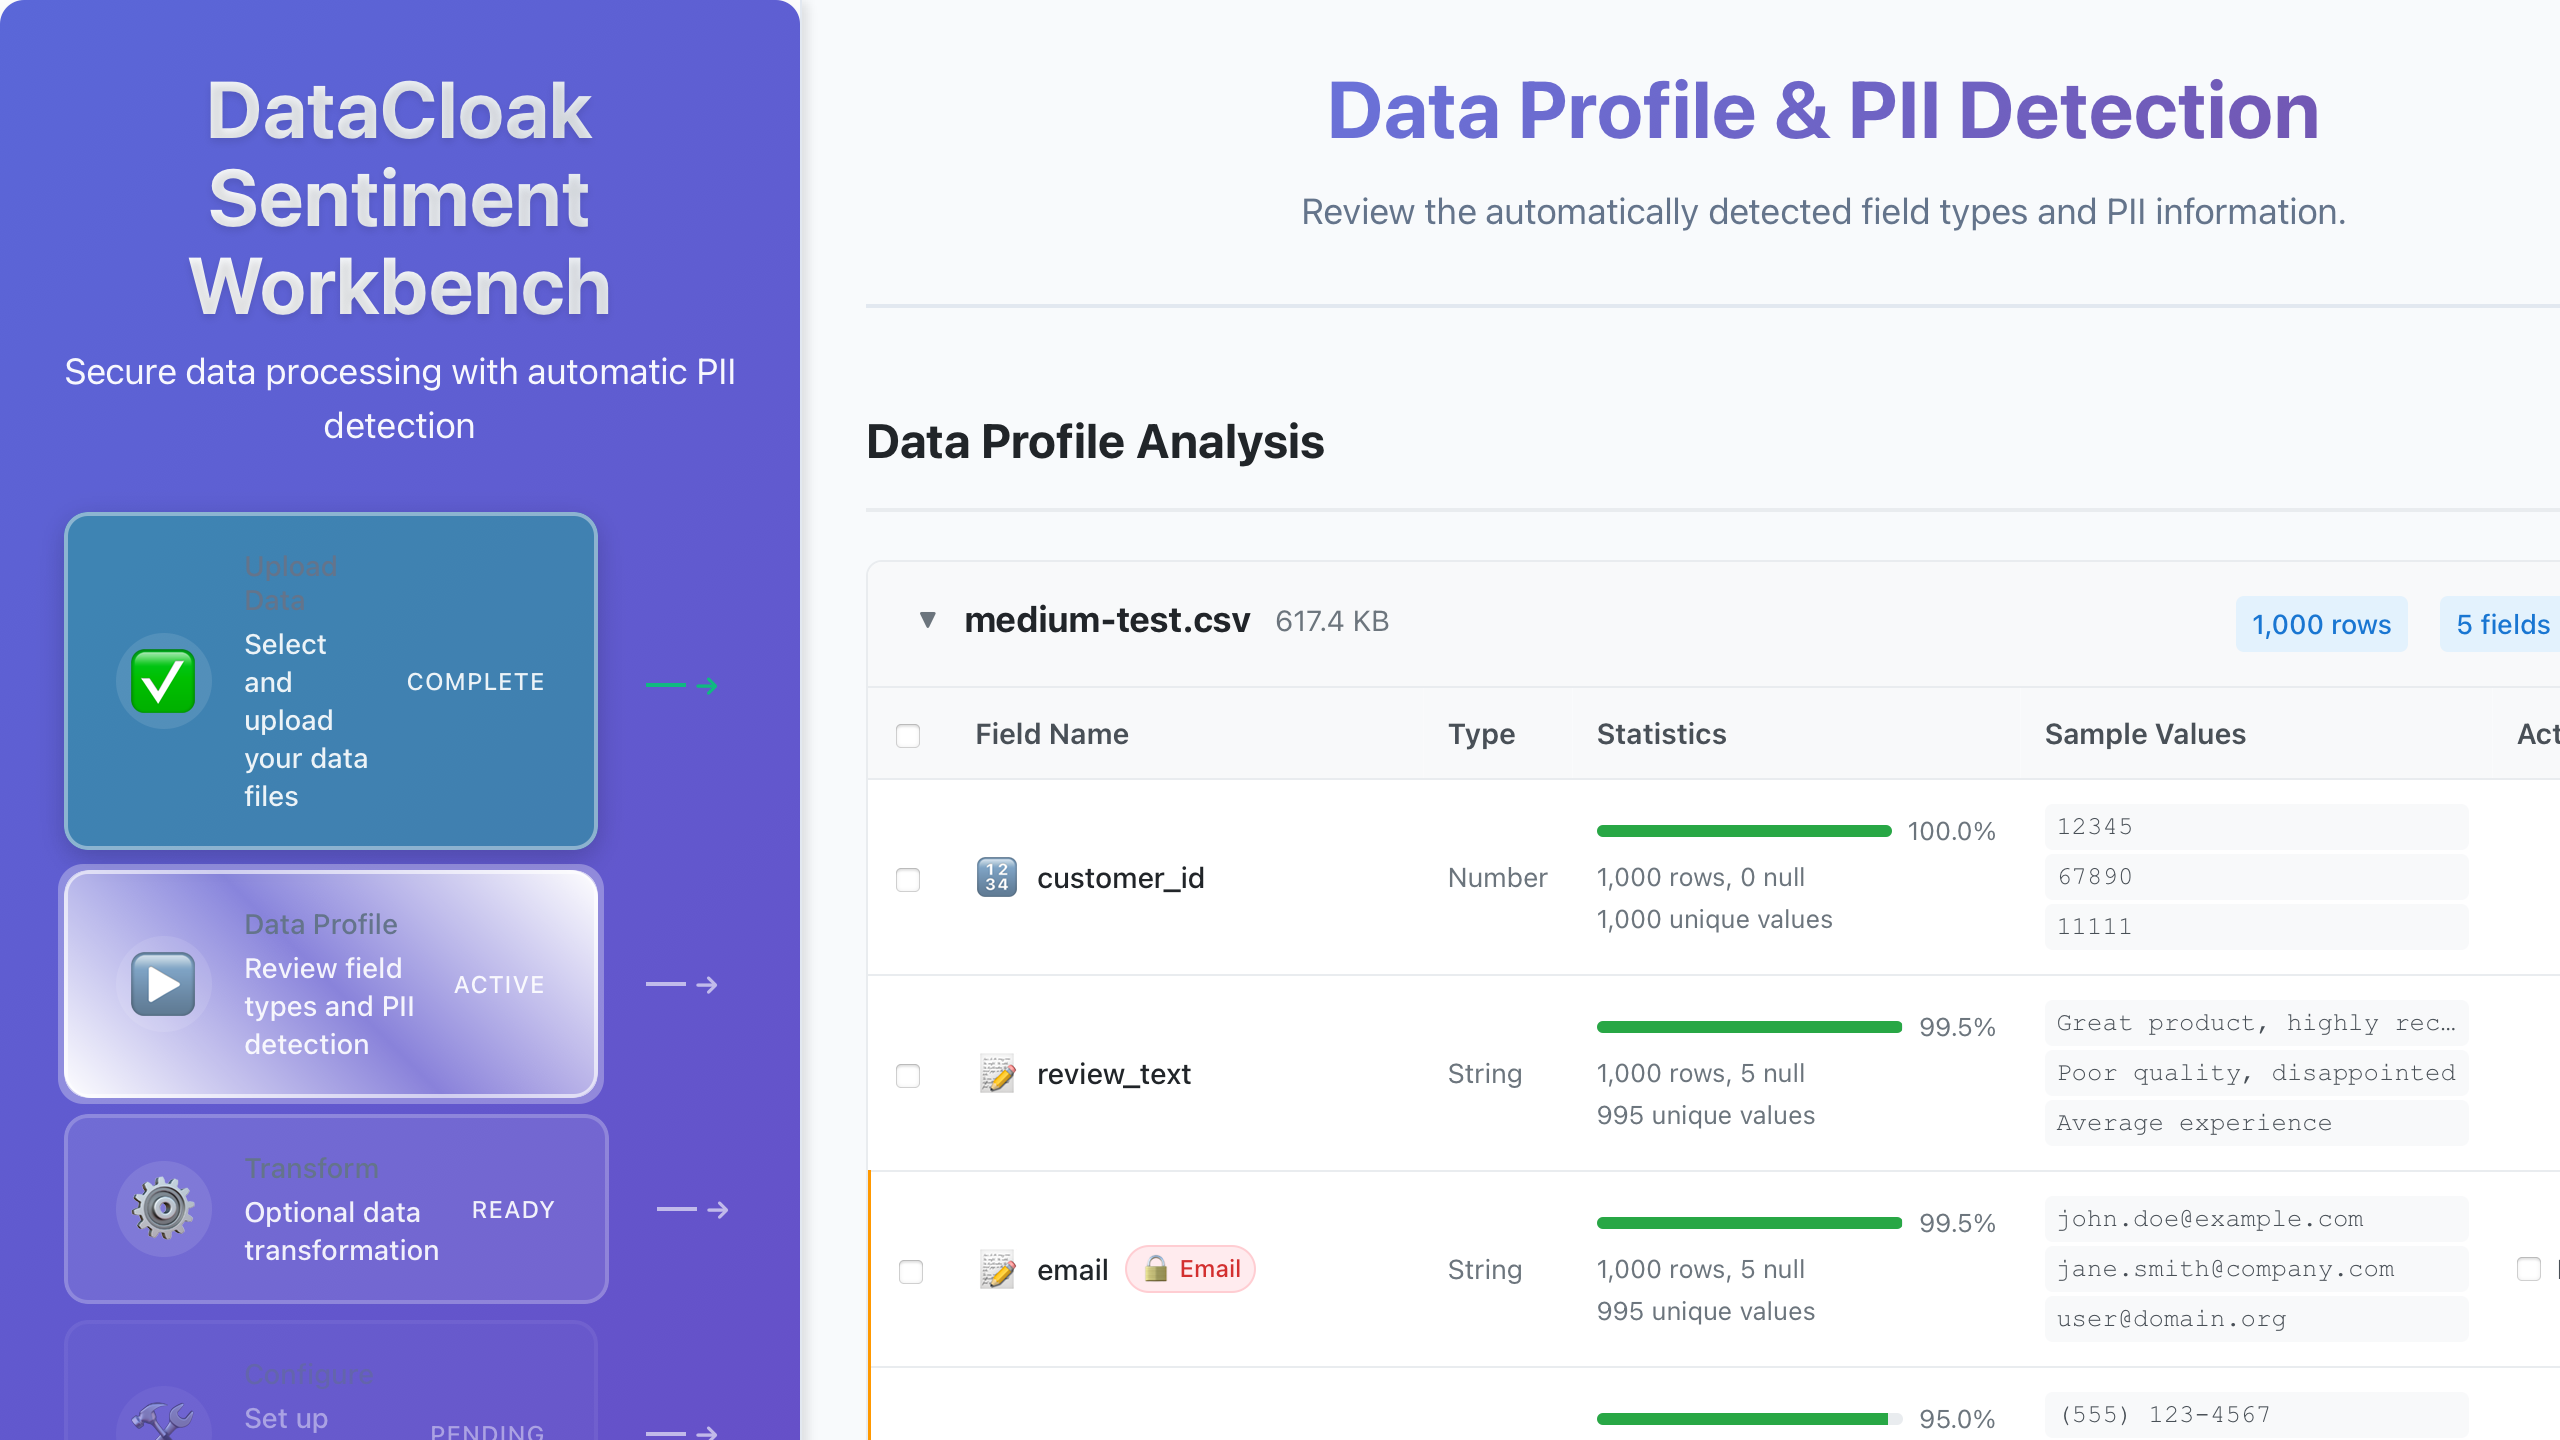 DataCloak
Sentiment
Workbench
Secure data processing with automatic PII
detection
Upload
Data
Select
and
upload
your data
files
COMPLETE
Data Profile
Review field
types and PII
detection
ACTIVE
Transform
Optional data
transformation
READY
Configure
Set up
PENDING
Data Profile & PII Detection
Review the automatically detected field types and PII information.
Data Profile Analysis
▼ medium-test.csv 617.4 KB 1,000 rows 5 fields
Field Name Type Statistics Sample Values Act
customer_id Number
100.0%
1,000 rows, 0 null
1,000 unique values
12345
67890
11111
review_text String
99.5%
1,000 rows, 5 null
995 unique values
Great product, highly rec…
Poor quality, disappointed
Average experience
email Email String
99.5%
1,000 rows, 5 null
995 unique values
john.doe@example.com
jane.smith@company.com
user@domain.org
95.0%
(555) 123-4567